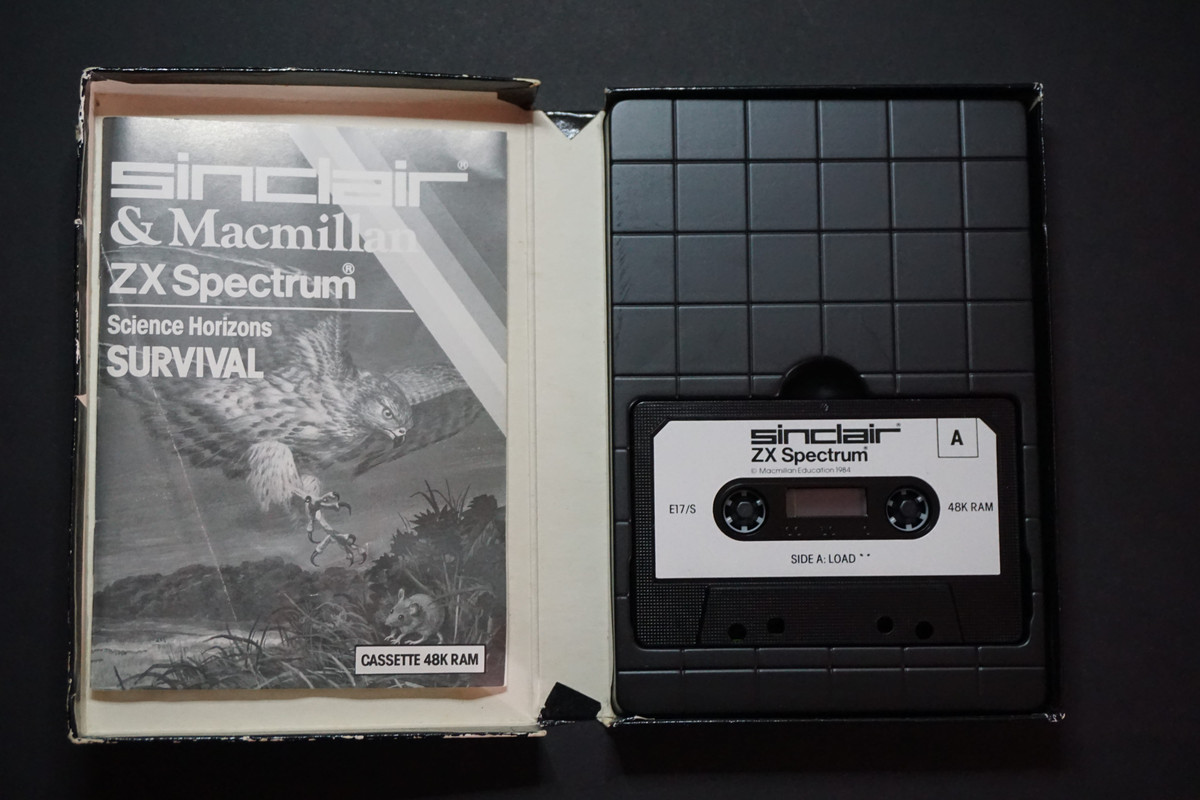 sinclair®
& Macmillan
ZX Spectrum®
Science Horizons
SURVIVAL
CASSETTE 48K RAM
sinclair®
ZX Spectrum®
© Macmillan Education 1984
A
E17/S
48K RAM
SIDE A: LOAD " "